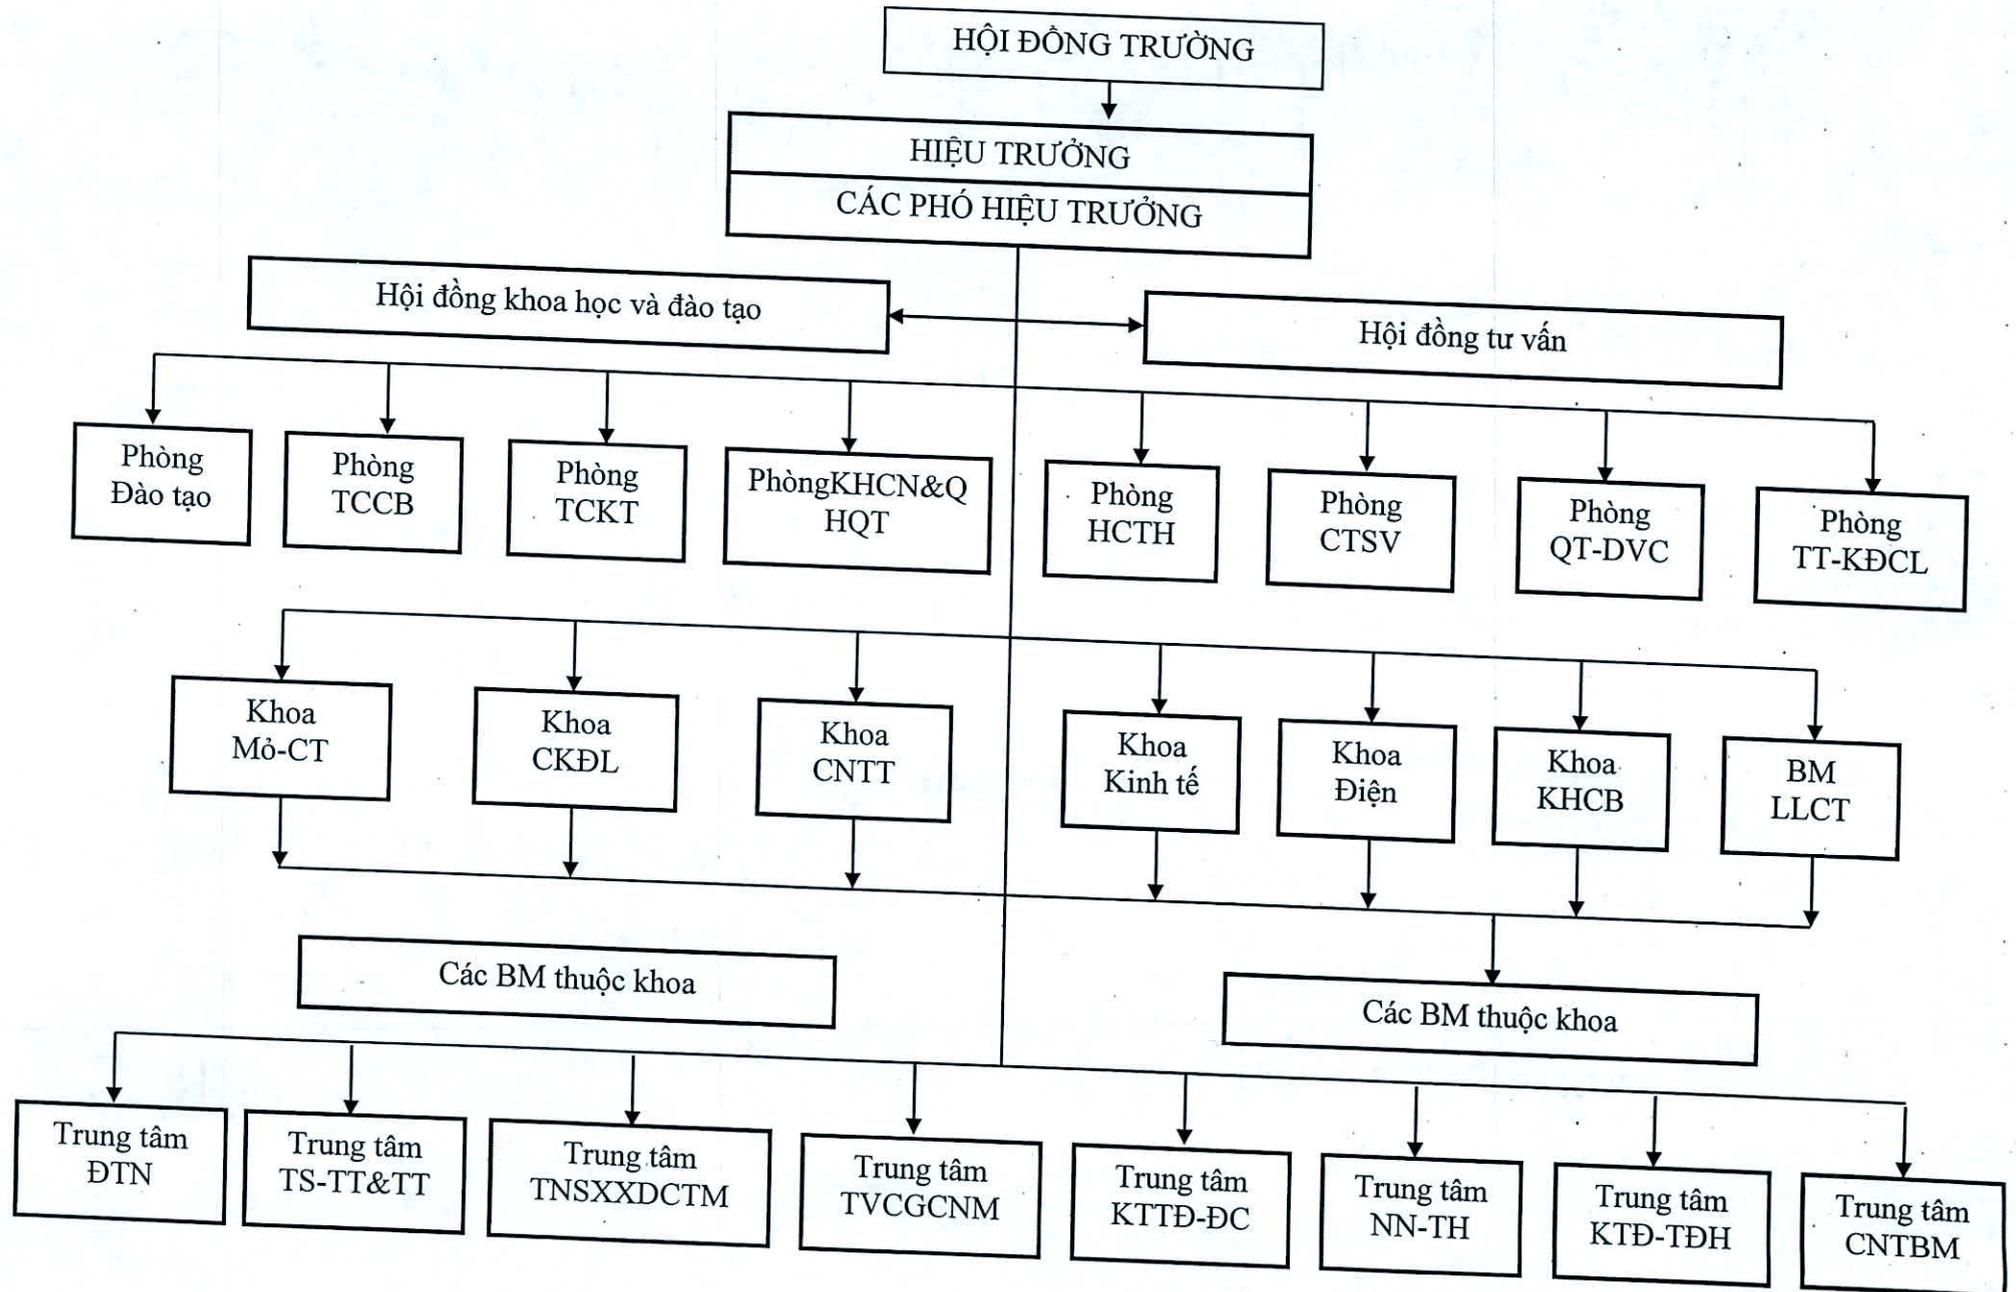 HỘI ĐỒNG TRƯỜNG
HIỆU TRƯỞNG
CÁC PHÓ HIỆU TRƯỞNG
Hội đồng khoa học và đào tạo
Hội đồng tư vấn
Phòng
Đào tạo
Phòng
TCCB
Phòng
TCKT
PhòngKHCN&Q
HQT
Phòng
HCTH
Phòng
CTSV
Phòng
QT-DVC
Phòng
TT-KĐCL
Khoa
Mỏ-CT
Khoa
CKĐL
Khoa
CNTT
Khoa
Kinh tế
Khoa
Điện
Khoa
KHCB
BM
LLCT
Các BM thuộc khoa
Các BM thuộc khoa
Trung tâm
ĐTN
Trung tâm
TS-TT&TT
Trung tâm
TNSXXDCTM
Trung tâm
TVCGCNM
Trung tâm
KTTĐ-ĐC
Trung tâm
NN-TH
Trung tâm
KTĐ-TĐH
Trung tâm
CNTBM